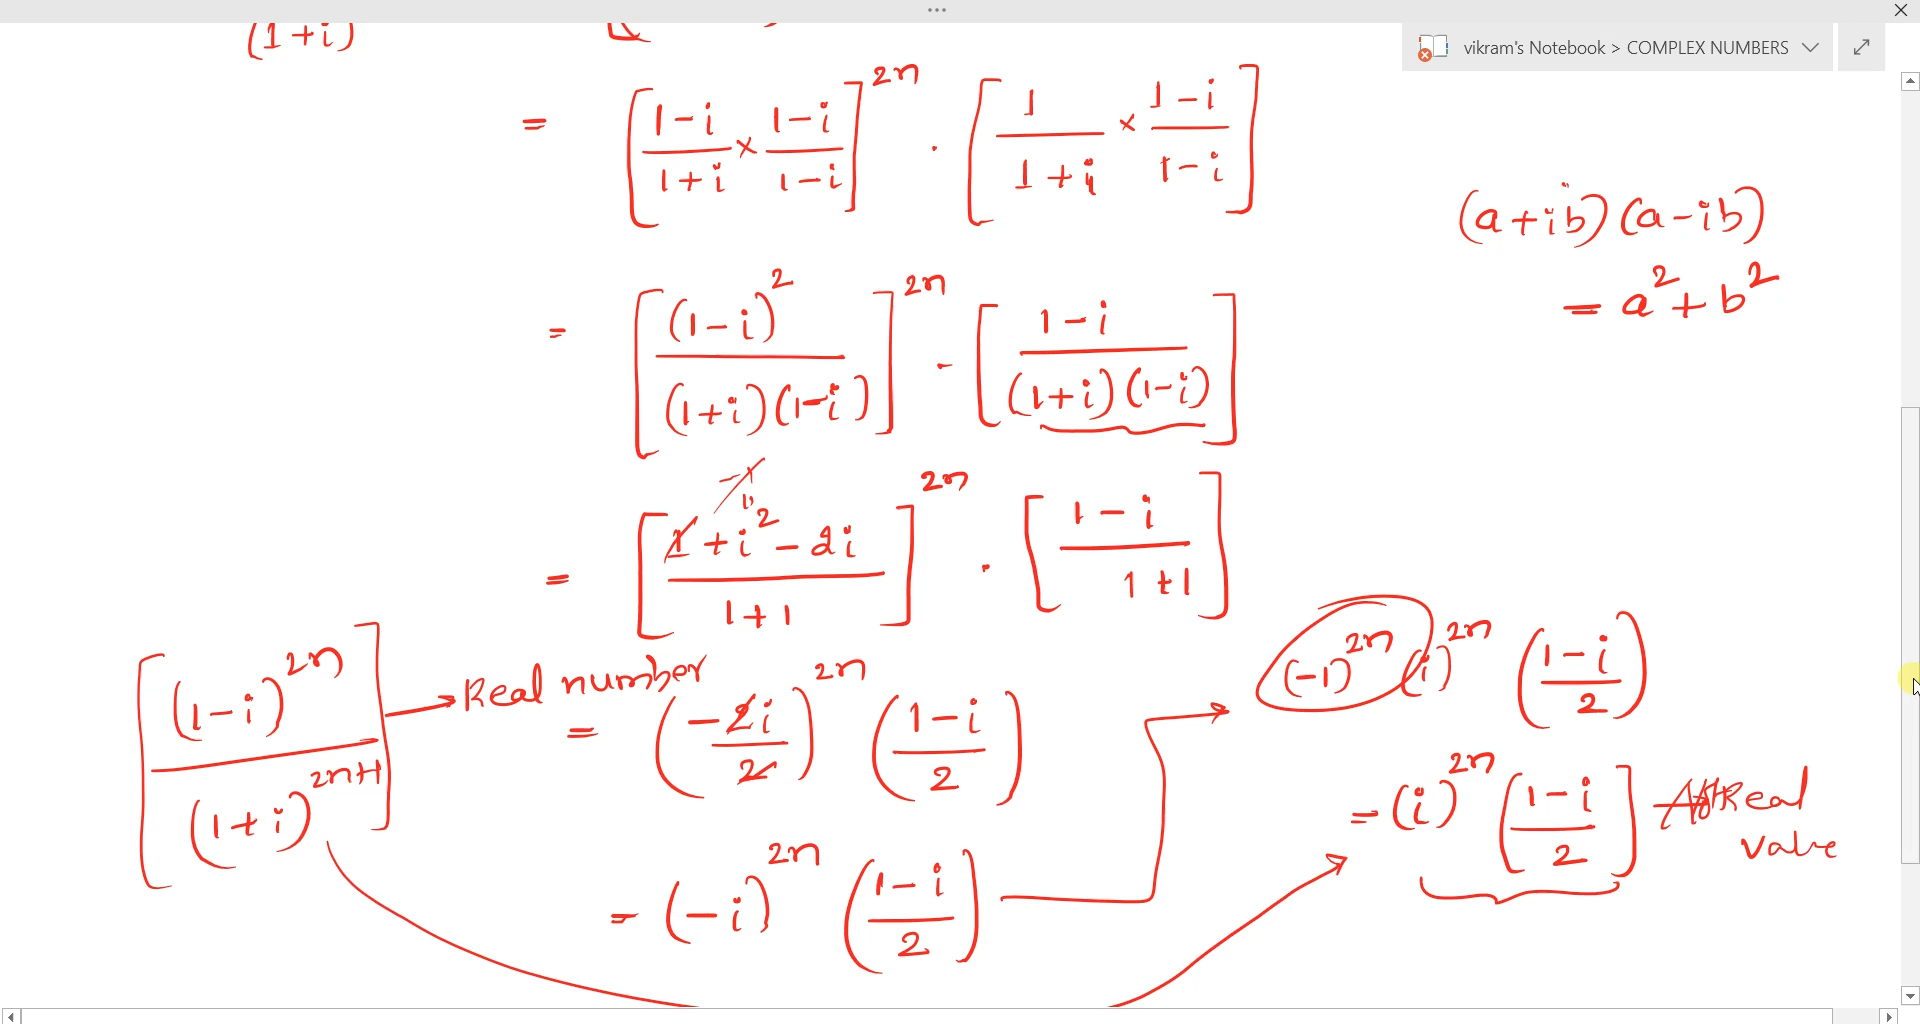 vikram's Notebook > COMPLEX NUMBERS
(1+i)
= [1-i/1+i × 1-i/1-i]^2n . [1/1+i × 1-i/1-i]
(a+ib)(a-ib)
= a^2+b^2
= [(1-i)^2/(1+i)(1-i)]^2n - [1-i/(1+i)(1-i)]
-1
= [1+i^2-2i/1+1]^2n . [1-i/1+1]
[(1-i)^2n/(1+i)^2n+1] → Real number
= (-2i/2)^2n (1-i/2)
= (-i)^2n (1-i/2)
→ (-1)^2n (i)^2n (1-i/2)
= (i)^2n [1-i/2] → Real
Value